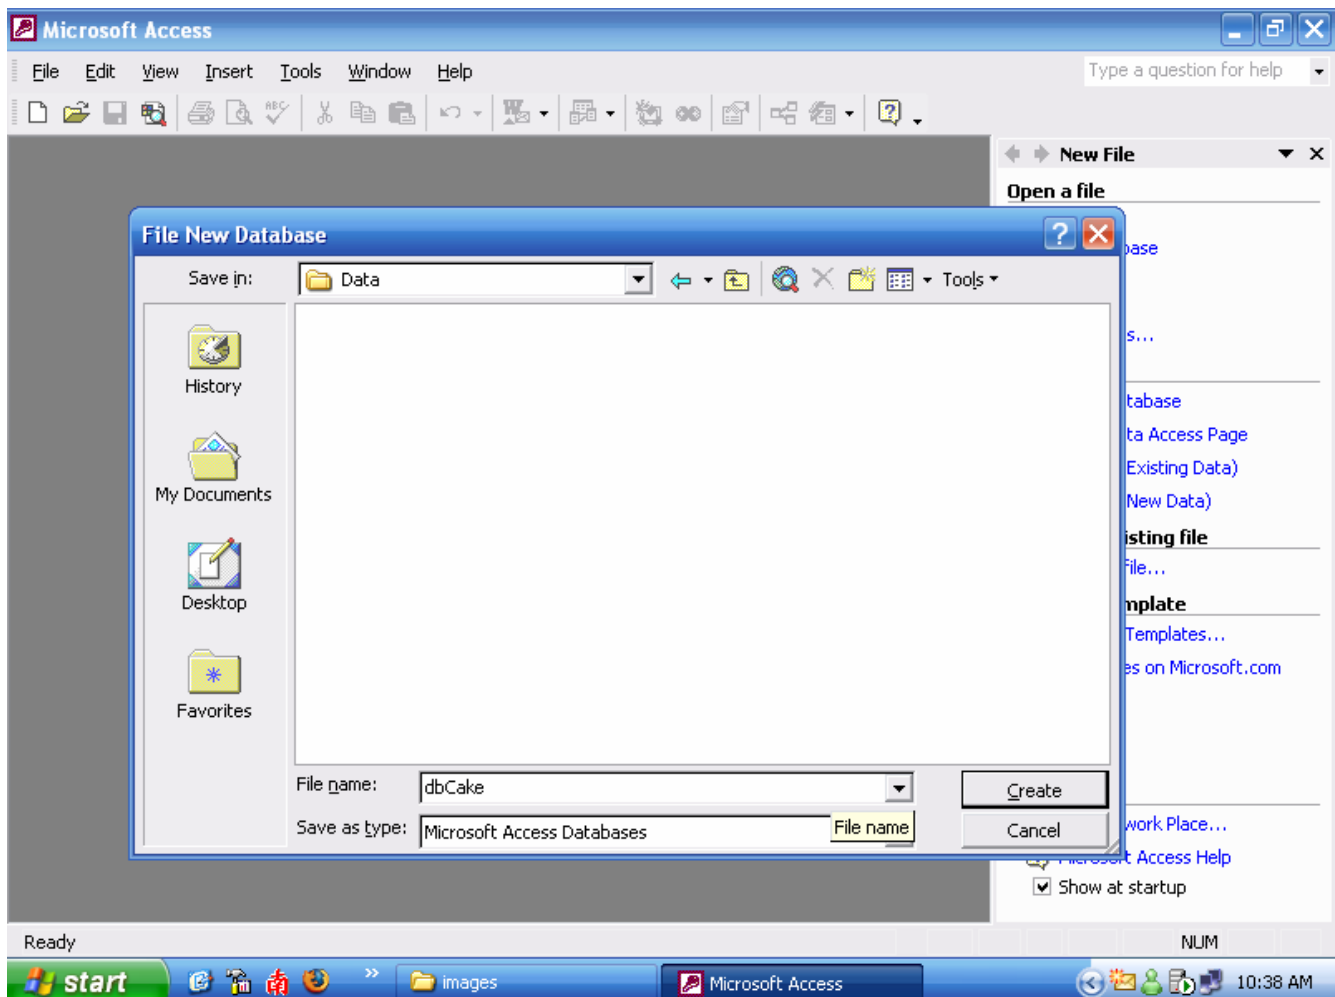 Microsoft Access
File Edit View Insert Tools Window Help
Type a question for help
New File
Open a file
File New Database
Save in:
Data
Tools
History
My Documents
Desktop
Favorites
File name:
dbCake
Save as type:
Microsoft Access Databases
File name
Create
Cancel
base
s...
tabase
ta Access Page
Existing Data)
New Data)
isting file
file...
mplate
Templates...
es on Microsoft.com
work Place...
Microsoft Access Help
Show at startup
Ready
NUM
start
南
»
images
Microsoft Access
10:38 AM